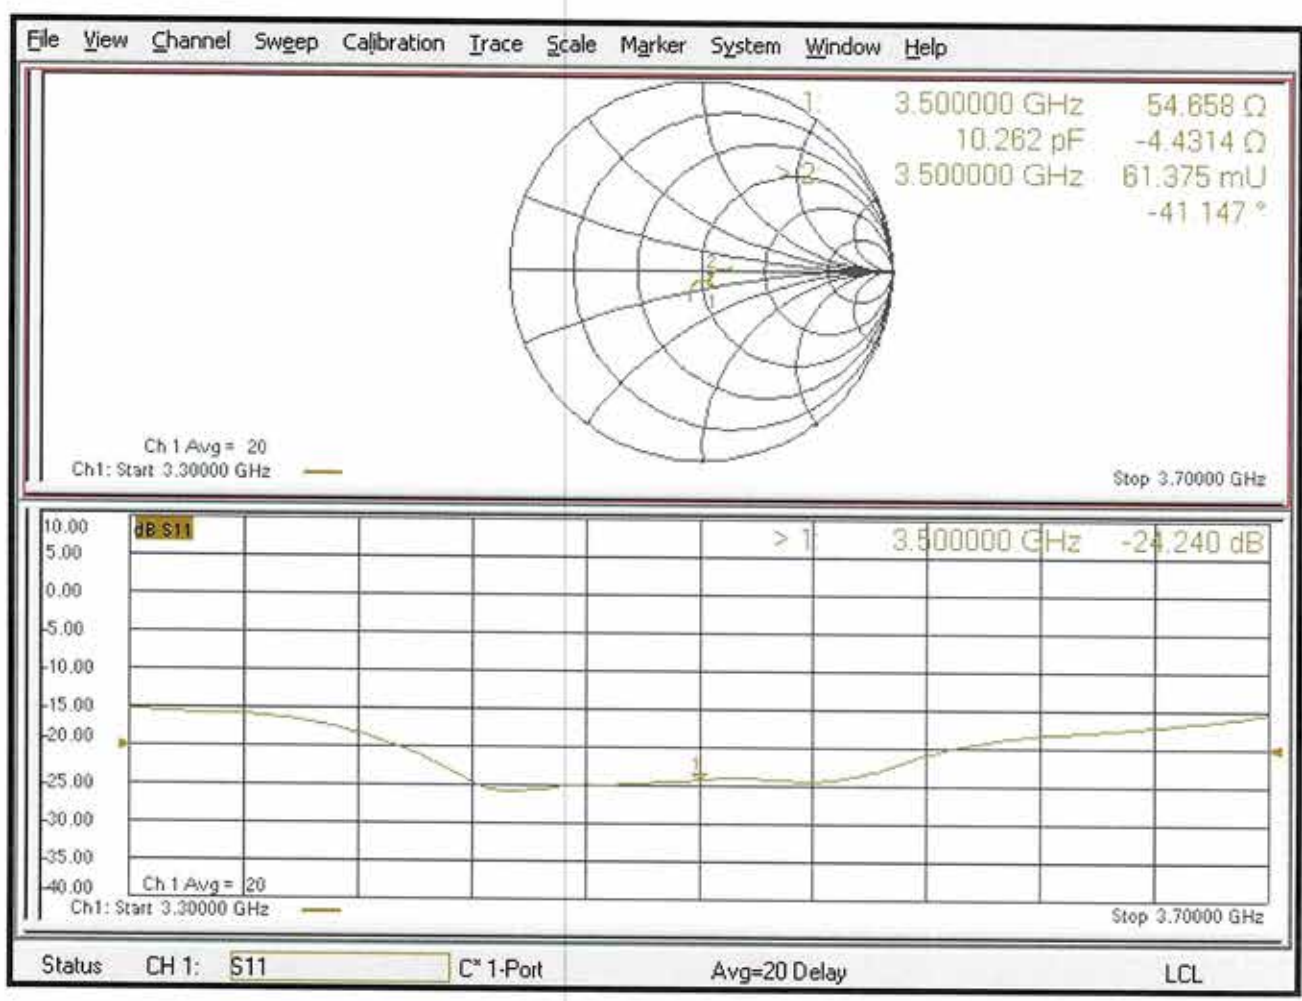 File View Channel Sweep Calibration Trace Scale Marker System Window Help
1: 3.500000 GHz 54.658 Ω
10.262 pF -4.4314 Ω
> 2: 3.500000 GHz 61.375 mU
-41.147 °
2
1
Ch 1 Avg = 20
Ch1: Start 3.30000 GHz
Stop 3.70000 GHz
10.00
dB S11
> 1: 3.500000 GHz -24.240 dB
5.00
0.00
-5.00
-10.00
-15.00
-20.00
1
-25.00
-30.00
-35.00
-40.00
Ch 1 Avg = 20
Ch1: Start 3.30000 GHz
Stop 3.70000 GHz
Status CH 1: S11 C* 1-Port Avg=20 Delay LCL